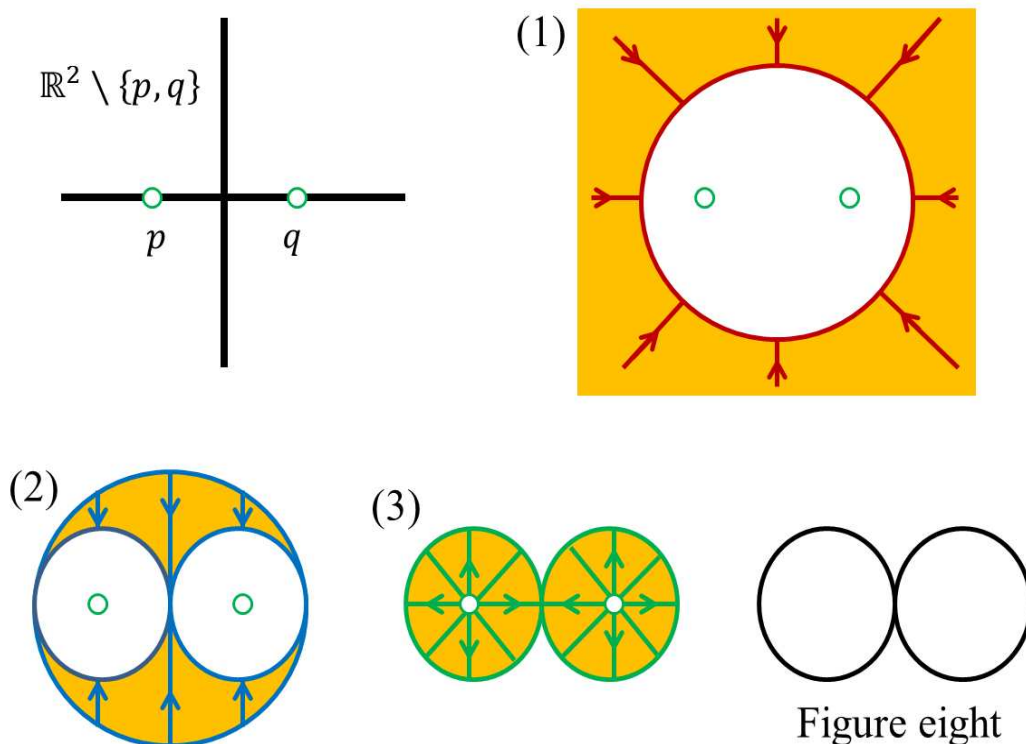 ℝ² \ {p, q}
p
q
(1)
(2)
(3)
Figure eight